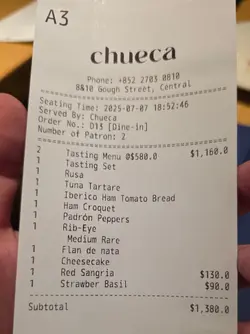 A3
chueca
Phone: +852 2703 0810
8&10 Gough Street, Central
Seating Time: 2025-07-07 18:52:46
Served By: Chueca
Order No.: D13 [Dine-in]
Number of Patron: 2
2 Tasting Menu @$580.0 $1,160.0
1 Tasting Set
1 Rusa
1 Tuna Tartare
1 Iberico Ham Tomato Bread
1 Ham Croquet
1 Padrón Peppers
1 Rib-Eye
Medium Rare
1 Flan de nata
1 Cheesecake
1 Red Sangria $130.0
1 Strawber Basil $90.0
Subtotal $1,380.0